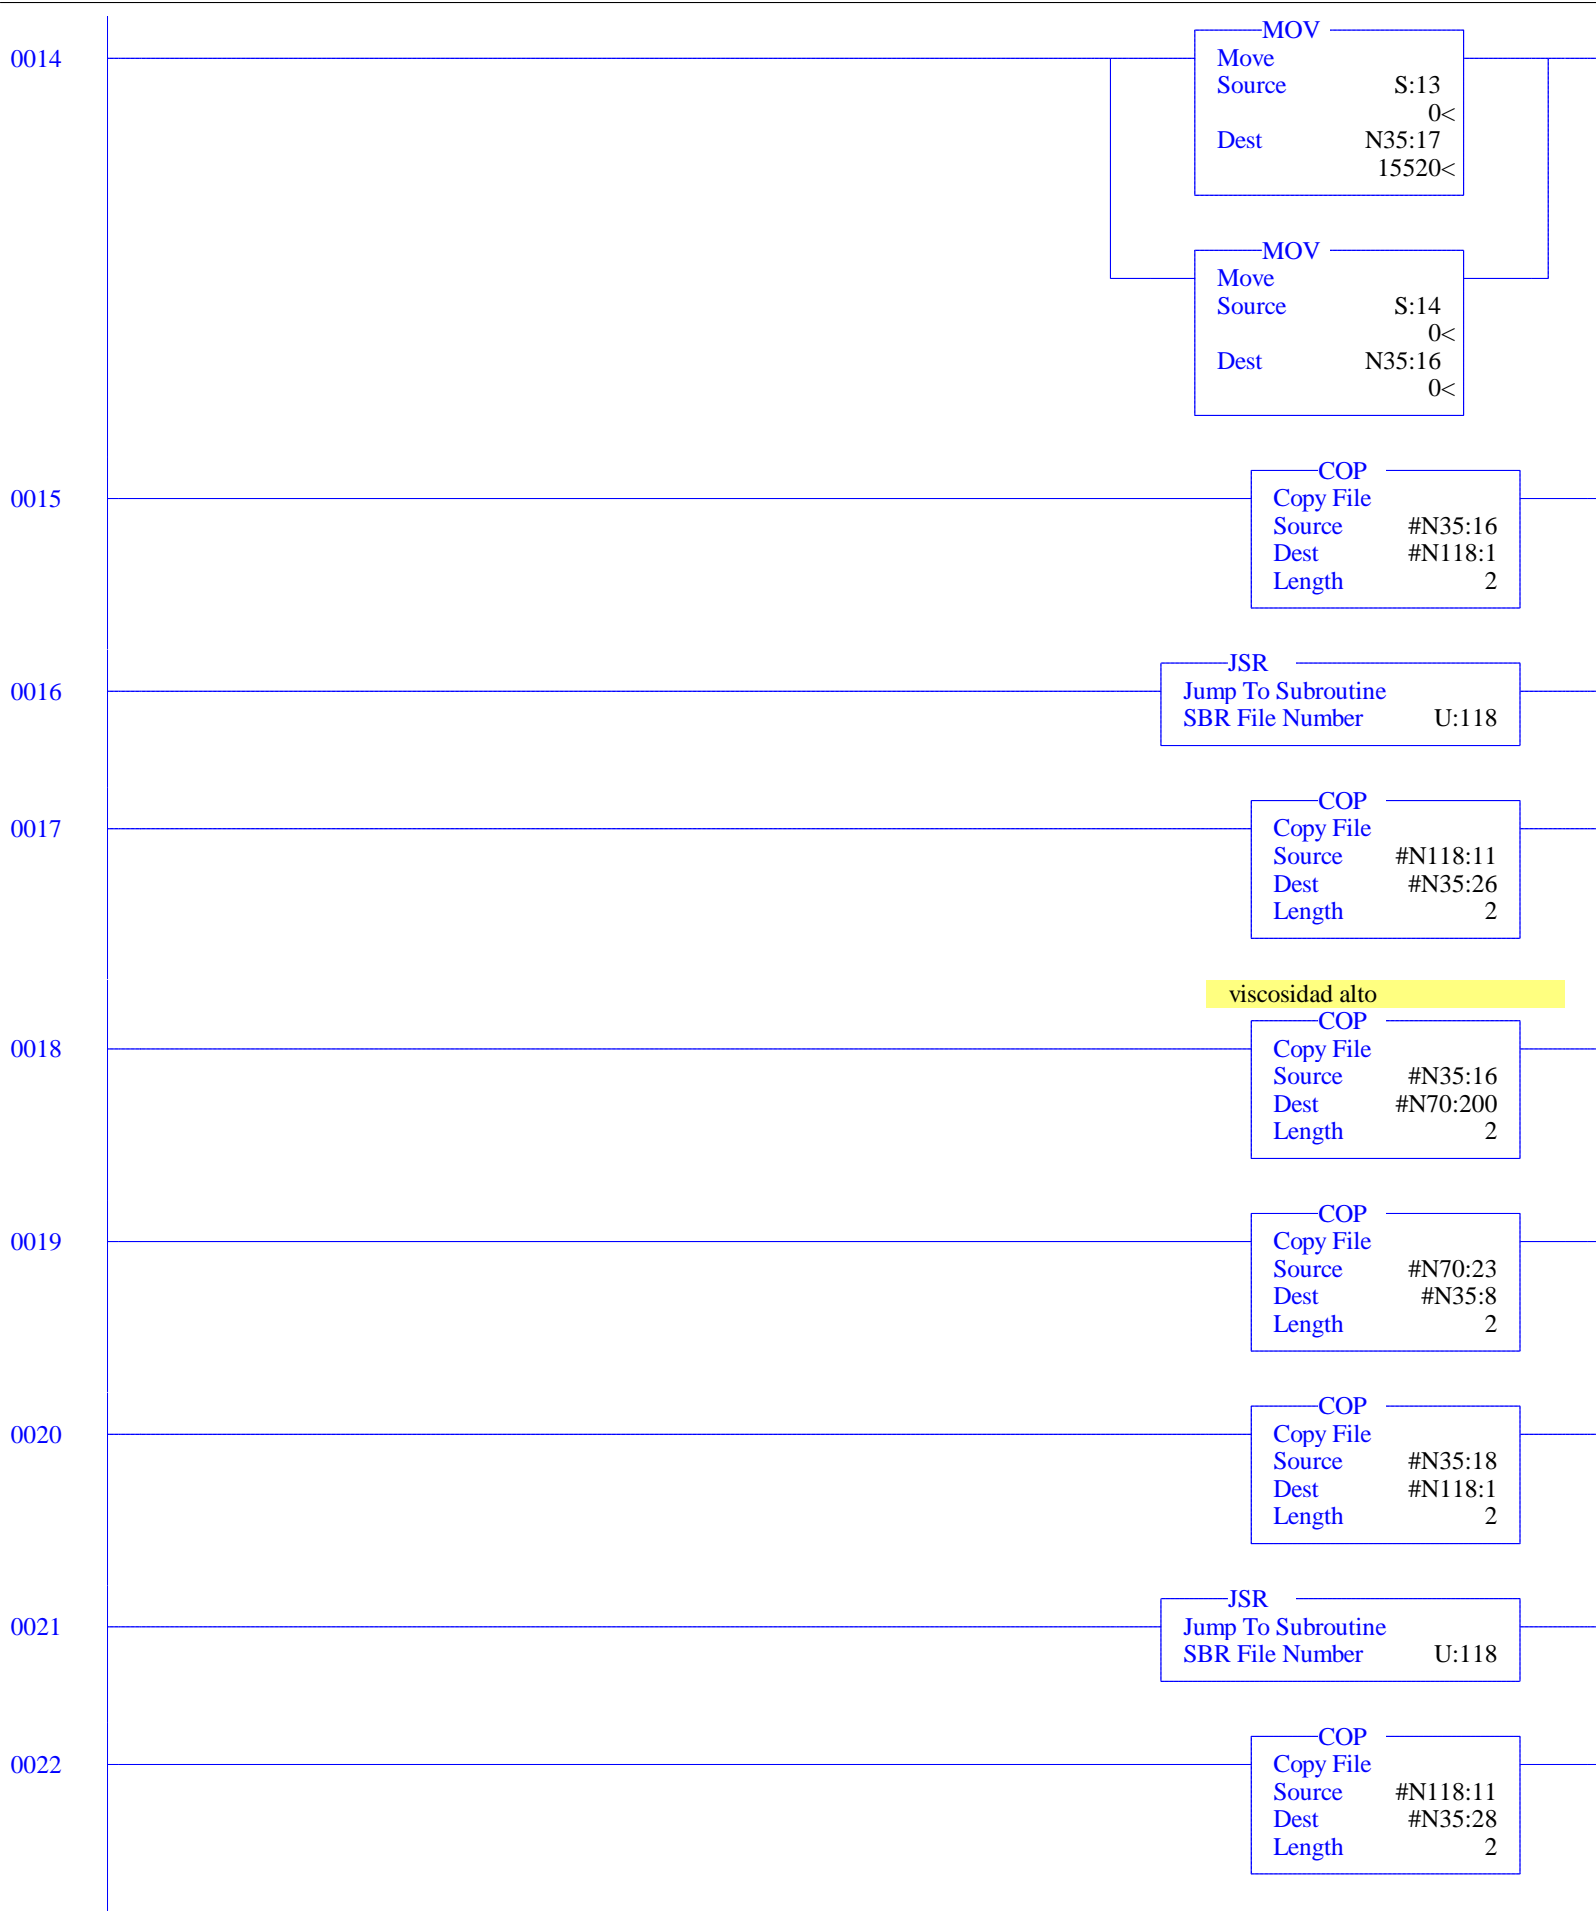 MOV
0014
Move
Source S:13
0<
Dest N35:17
15520<
MOV
Move
Source S:14
0<
Dest N35:16
0<
COP
0015
Copy File
Source #N35:16
Dest #N118:1
Length 2
JSR
0016
Jump To Subroutine
SBR File Number U:118
COP
0017
Copy File
Source #N118:11
Dest #N35:26
Length 2
viscosidad alto
COP
0018
Copy File
Source #N35:16
Dest #N70:200
Length 2
COP
0019
Copy File
Source #N70:23
Dest #N35:8
Length 2
COP
0020
Copy File
Source #N35:18
Dest #N118:1
Length 2
JSR
0021
Jump To Subroutine
SBR File Number U:118
COP
0022
Copy File
Source #N118:11
Dest #N35:28
Length 2